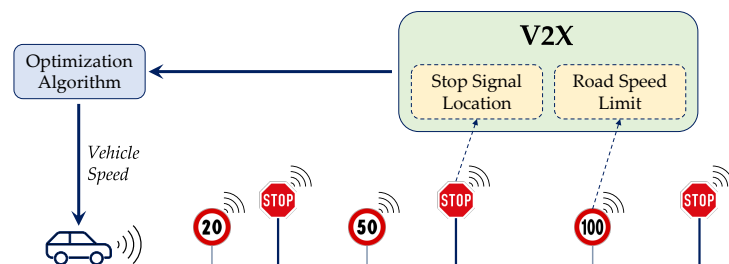 V2X
Optimization
Algorithm
Stop Signal
Location
Road Speed
Limit
Vehicle
Speed
20
STOP
50
STOP
100
STOP